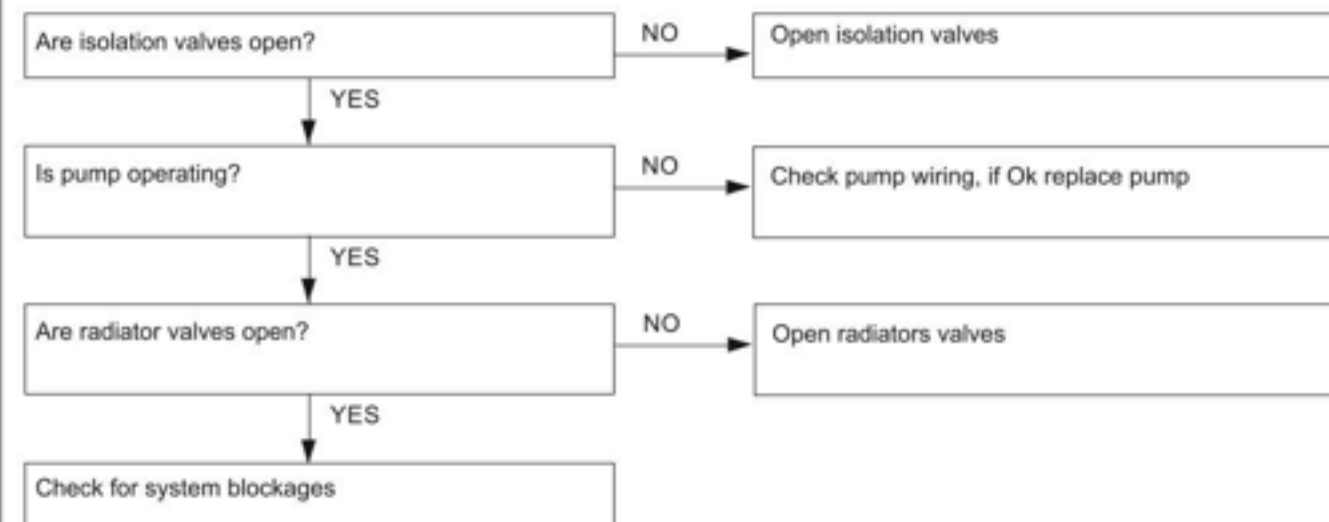 Are isolation valves open?
NO
Open isolation valves
YES
Is pump operating?
NO
Check pump wiring, if Ok replace pump
YES
Are radiator valves open?
NO
Open radiators valves
YES
Check for system blockages